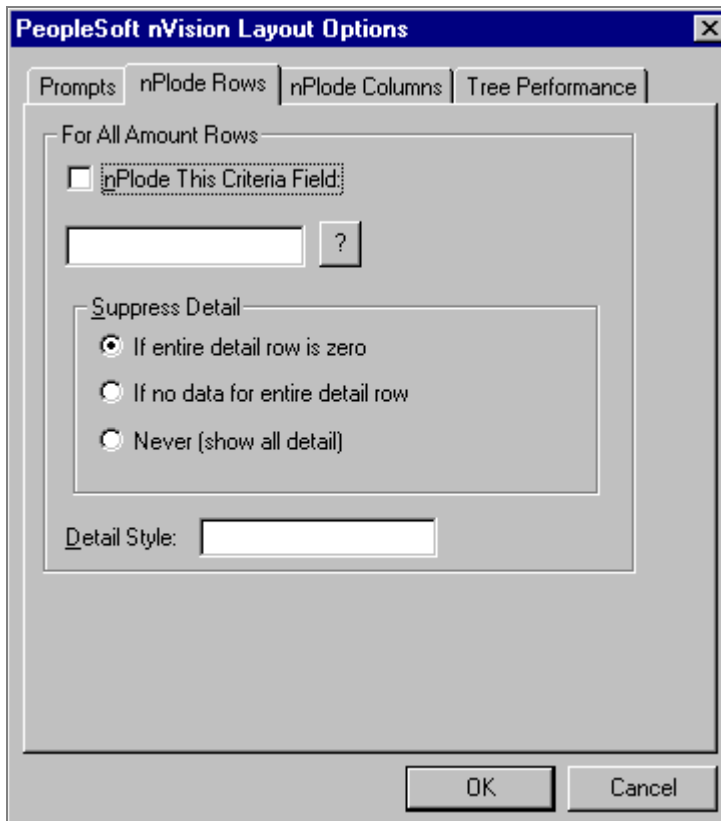 PeopleSoft nVision Layout Options
Prompts nPlode Rows nPlode Columns Tree Performance
For All Amount Rows
nPlode This Criteria Field:
?
Suppress Detail
If entire detail row is zero
If no data for entire detail row
Never (show all detail)
Detail Style:
OK Cancel